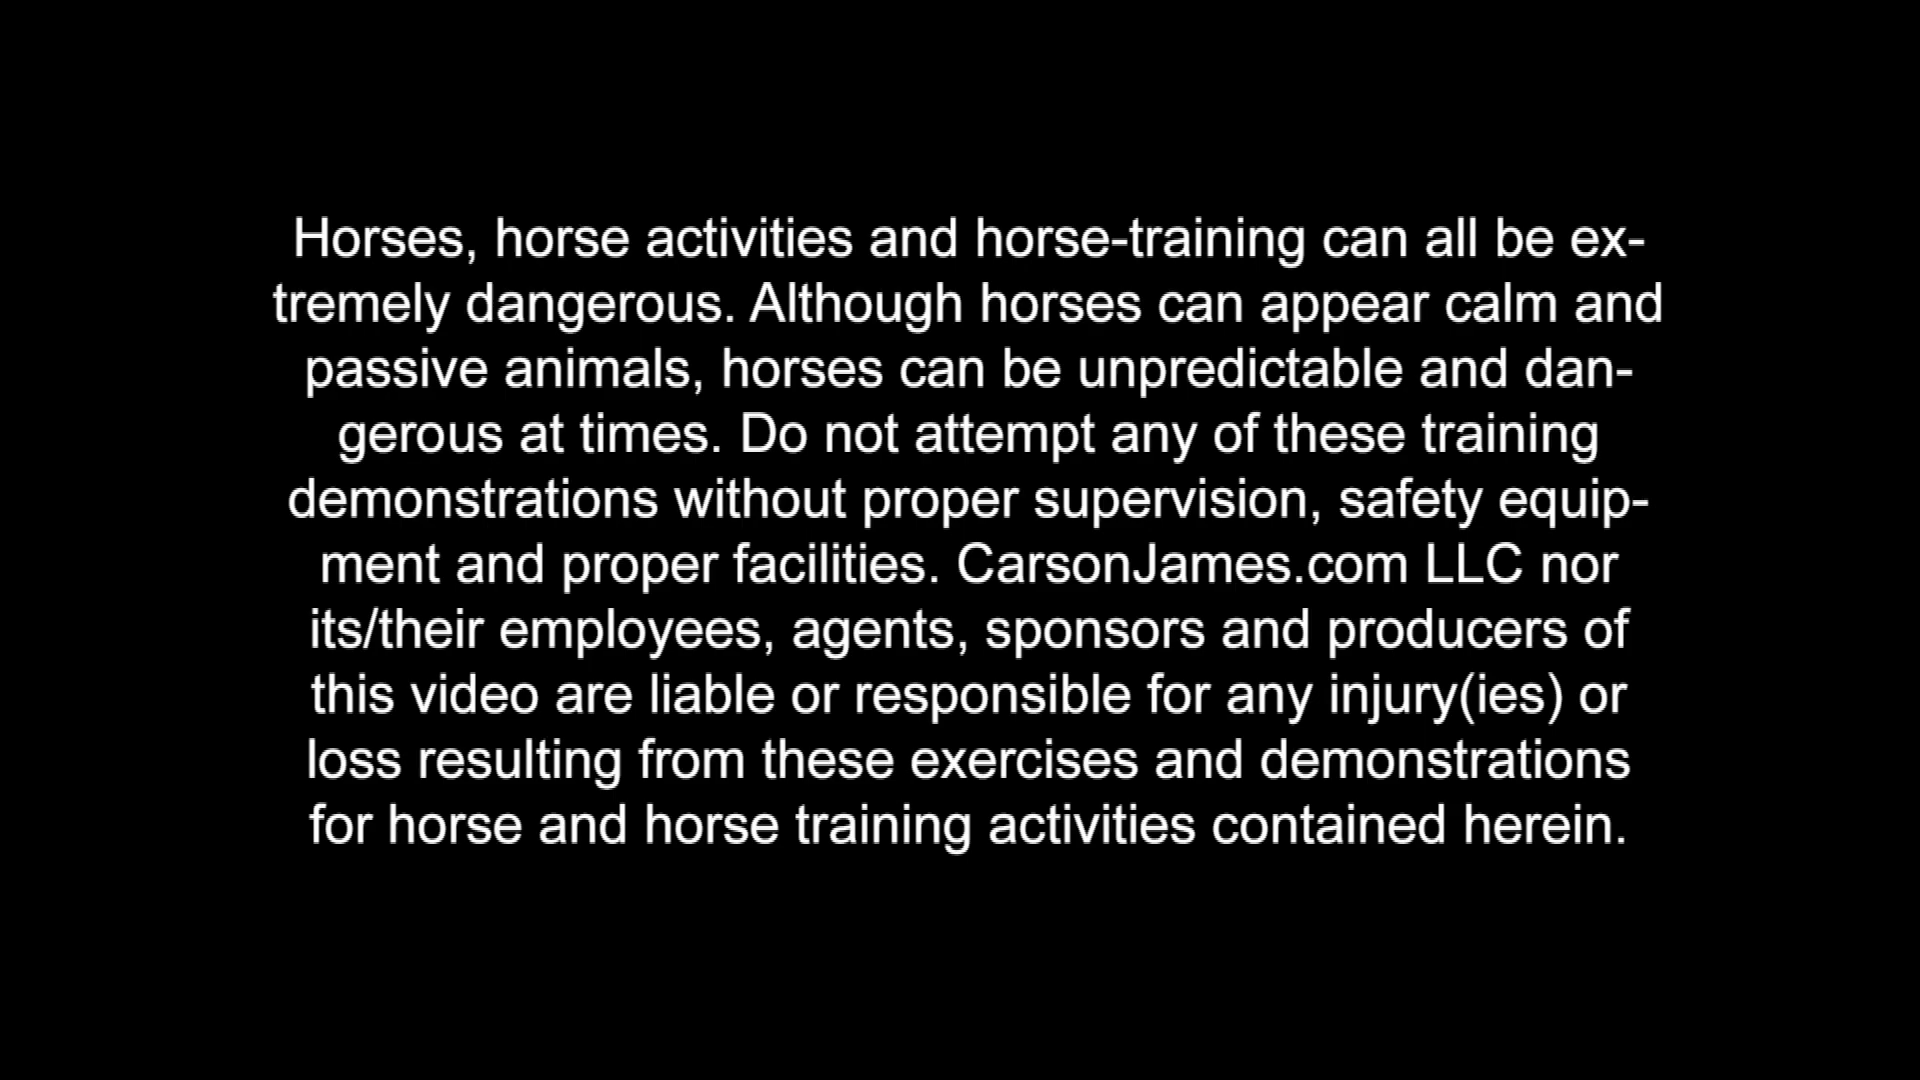 Horses, horse activities and horse-training can all be ex-
tremely dangerous. Although horses can appear calm and
passive animals, horses can be unpredictable and dan-
gerous at times. Do not attempt any of these training
demonstrations without proper supervision, safety equip-
ment and proper facilities. CarsonJames.com LLC nor
its/their employees, agents, sponsors and producers of
this video are liable or responsible for any injury(ies) or
loss resulting from these exercises and demonstrations
for horse and horse training activities contained herein.